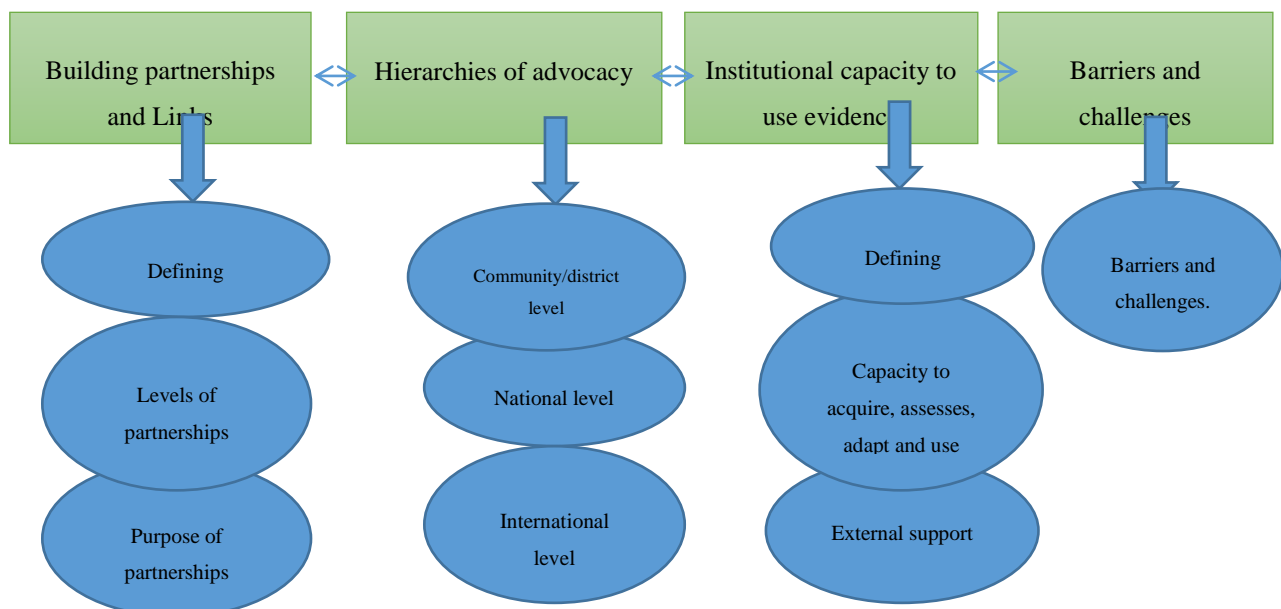 Building partnerships
and Links
Hierarchies of advocacy
Institutional capacity to
use evidenc
Barriers and
challenges
Defining
Levels of
partnerships
Purpose of
partnerships
Community/district
level
National level
International
level
Defining
Capacity to
acquire, assesses,
adapt and use
External support
Barriers and
challenges.